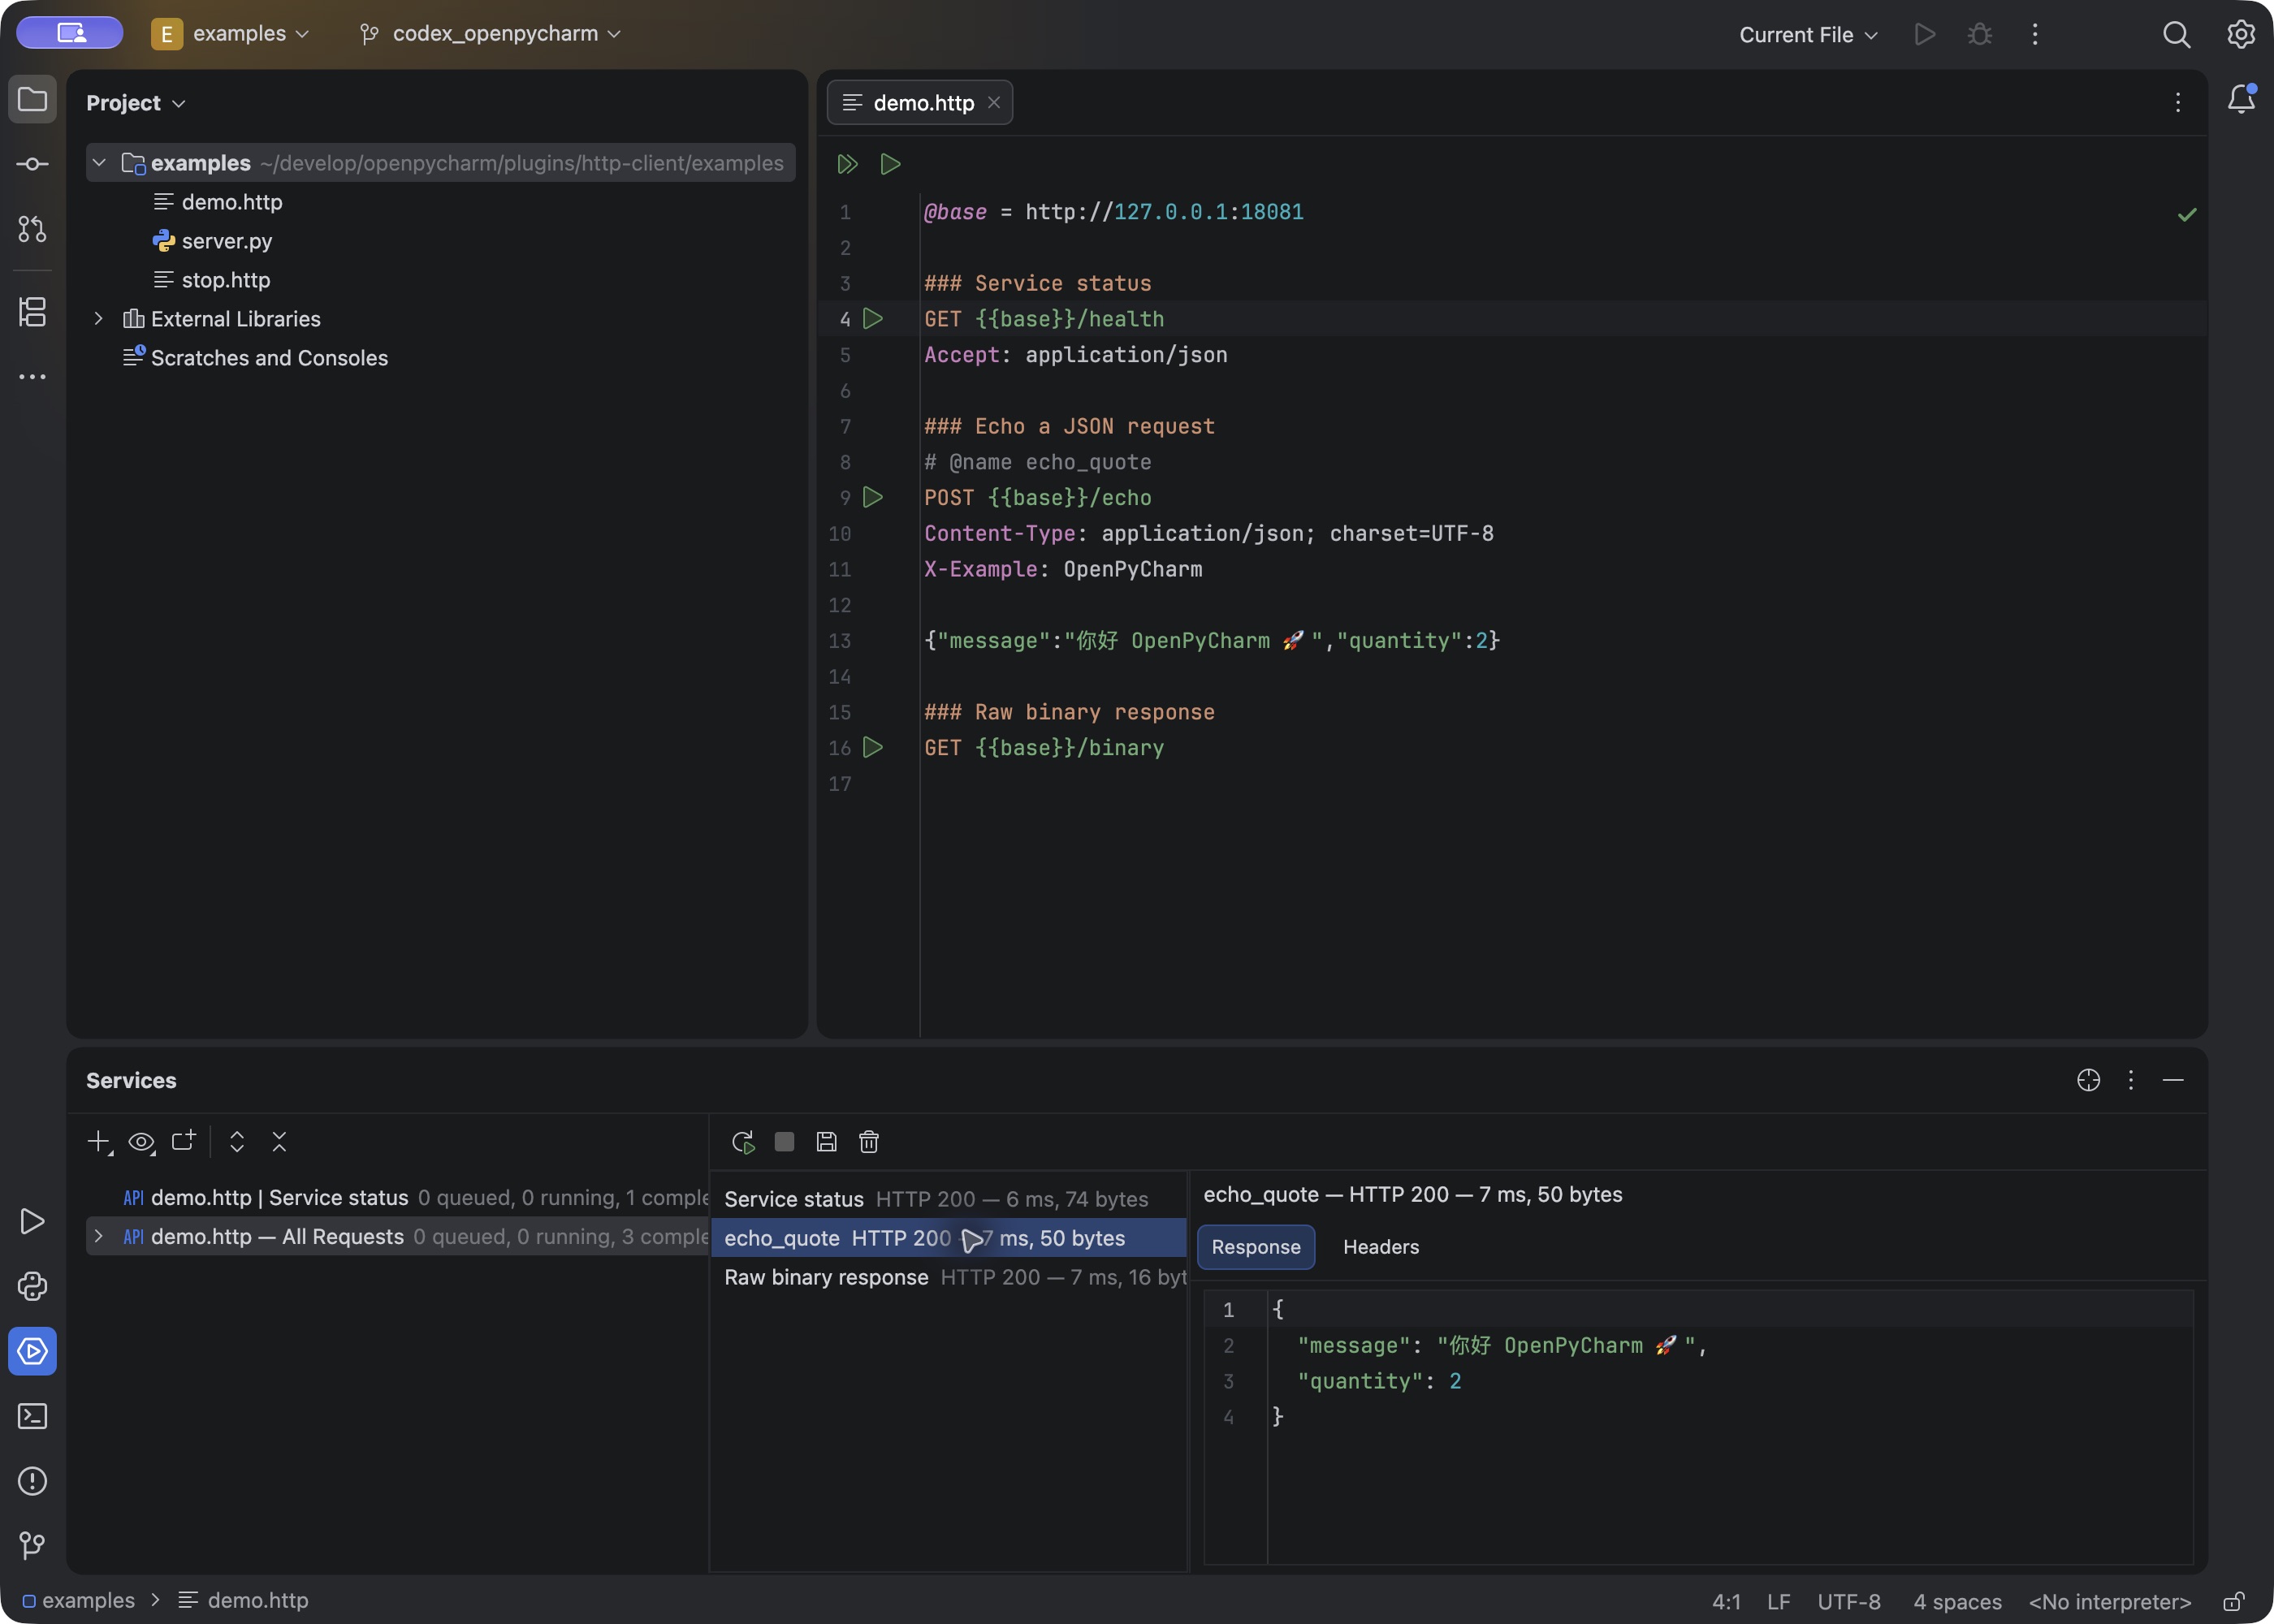 E examples codex_openpycharm Current File
Project
examples ~/develop/openpycharm/plugins/http-client/examples
demo.http
server.py
stop.http
External Libraries
Scratches and Consoles
demo.http
1 @base = http://127.0.0.1:18081
2
3 ### Service status
4 GET {{base}}/health
5 Accept: application/json
6
7 ### Echo a JSON request
8 # @name echo_quote
9 POST {{base}}/echo
10 Content-Type: application/json; charset=UTF-8
11 X-Example: OpenPyCharm
12
13 {"message":"你好 OpenPyCharm 🚀","quantity":2}
14
15 ### Raw binary response
16 GET {{base}}/binary
17
Services
API demo.http | Service status 0 queued, 0 running, 1 comple
API demo.http — All Requests 0 queued, 0 running, 3 comple
Service status HTTP 200 — 6 ms, 74 bytes
echo_quote HTTP 200 — 7 ms, 50 bytes
Raw binary response HTTP 200 — 7 ms, 16 byt
echo_quote — HTTP 200 — 7 ms, 50 bytes
Response Headers
1 {
2 "message": "你好 OpenPyCharm 🚀",
3 "quantity": 2
4 }
examples > demo.http 4:1 LF UTF-8 4 spaces <No interpreter>